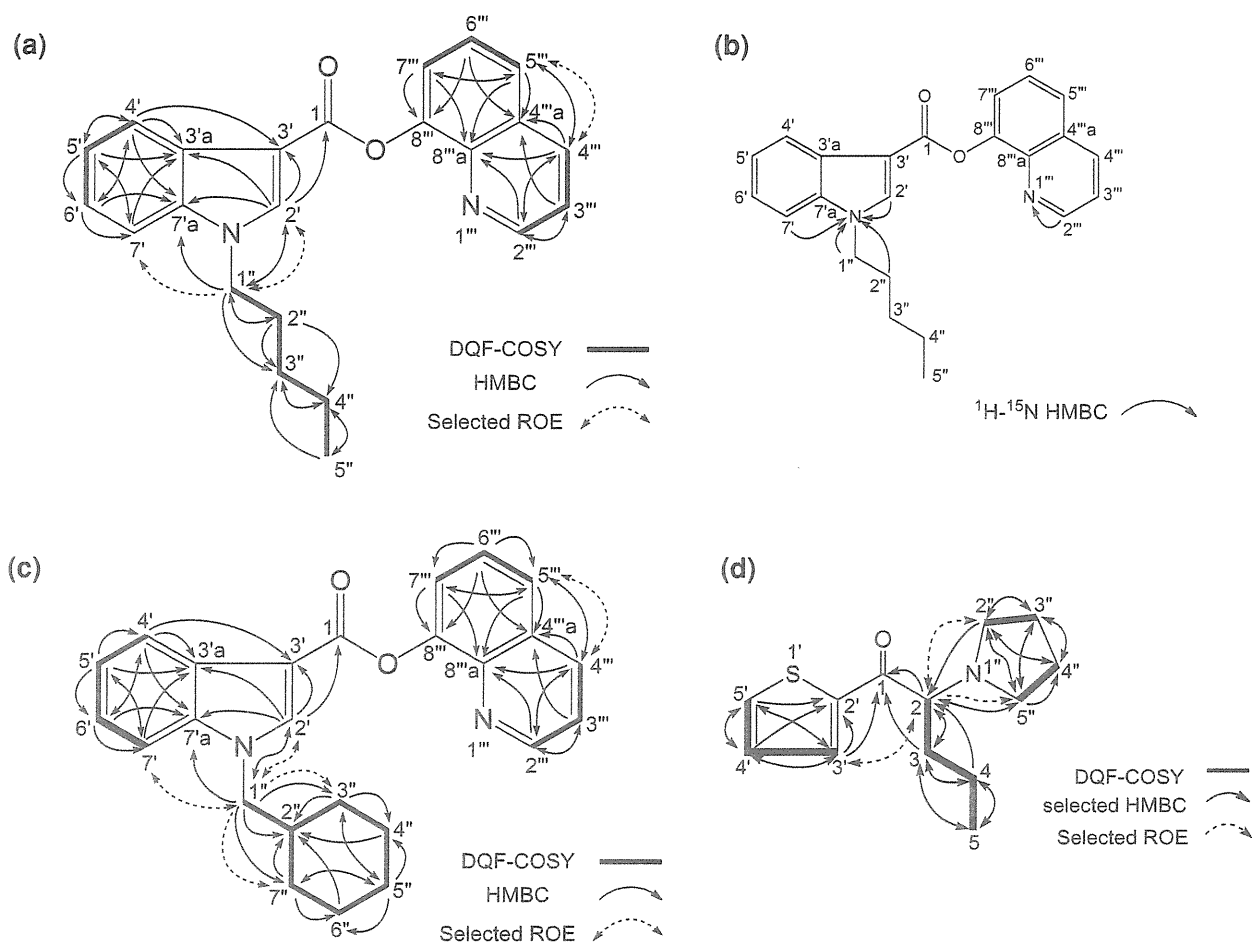 (a)
O
1
O
6'''
7'''
5'''
4'''a
4'''
3'''
2'''
8'''
8'''a
N
1'''
4'
5'
6'
7'
3'a
7'a
3'
2'
N
1''
2''
3''
4''
5''
DQF-COSY
HMBC
Selected ROE
(b)
O
1
O
6'''
7'''
5'''
4'''a
4'''
3'''
2'''
8'''
8'''a
N
1'''
4'
5'
6'
7'
3'a
7'a
3'
2'
N
1''
2''
3''
4''
5''
¹H-¹⁵N HMBC
(c)
O
1
O
6'''
7'''
5'''
4'''a
4'''
3'''
2'''
8'''
8'''a
N
1'''
4'
5'
6'
7'
3'a
7'a
3'
2'
N
1''
2''
3''
4''
5''
6''
7''
DQF-COSY
HMBC
Selected ROE
(d)
1'
S
5'
4'
3'
2'
O
1
2
3
4
5
N
1''
2''
3''
4''
5''
DQF-COSY
selected HMBC
Selected ROE